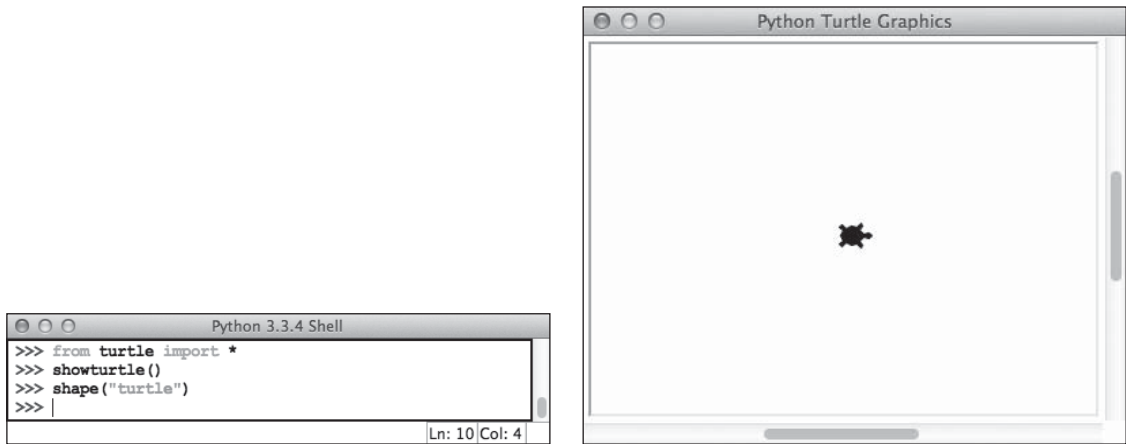 Python Turtle Graphics
Python 3.3.4 Shell
>>> from turtle import *
>>> showturtle()
>>> shape("turtle")
>>>
Ln: 10 Col: 4